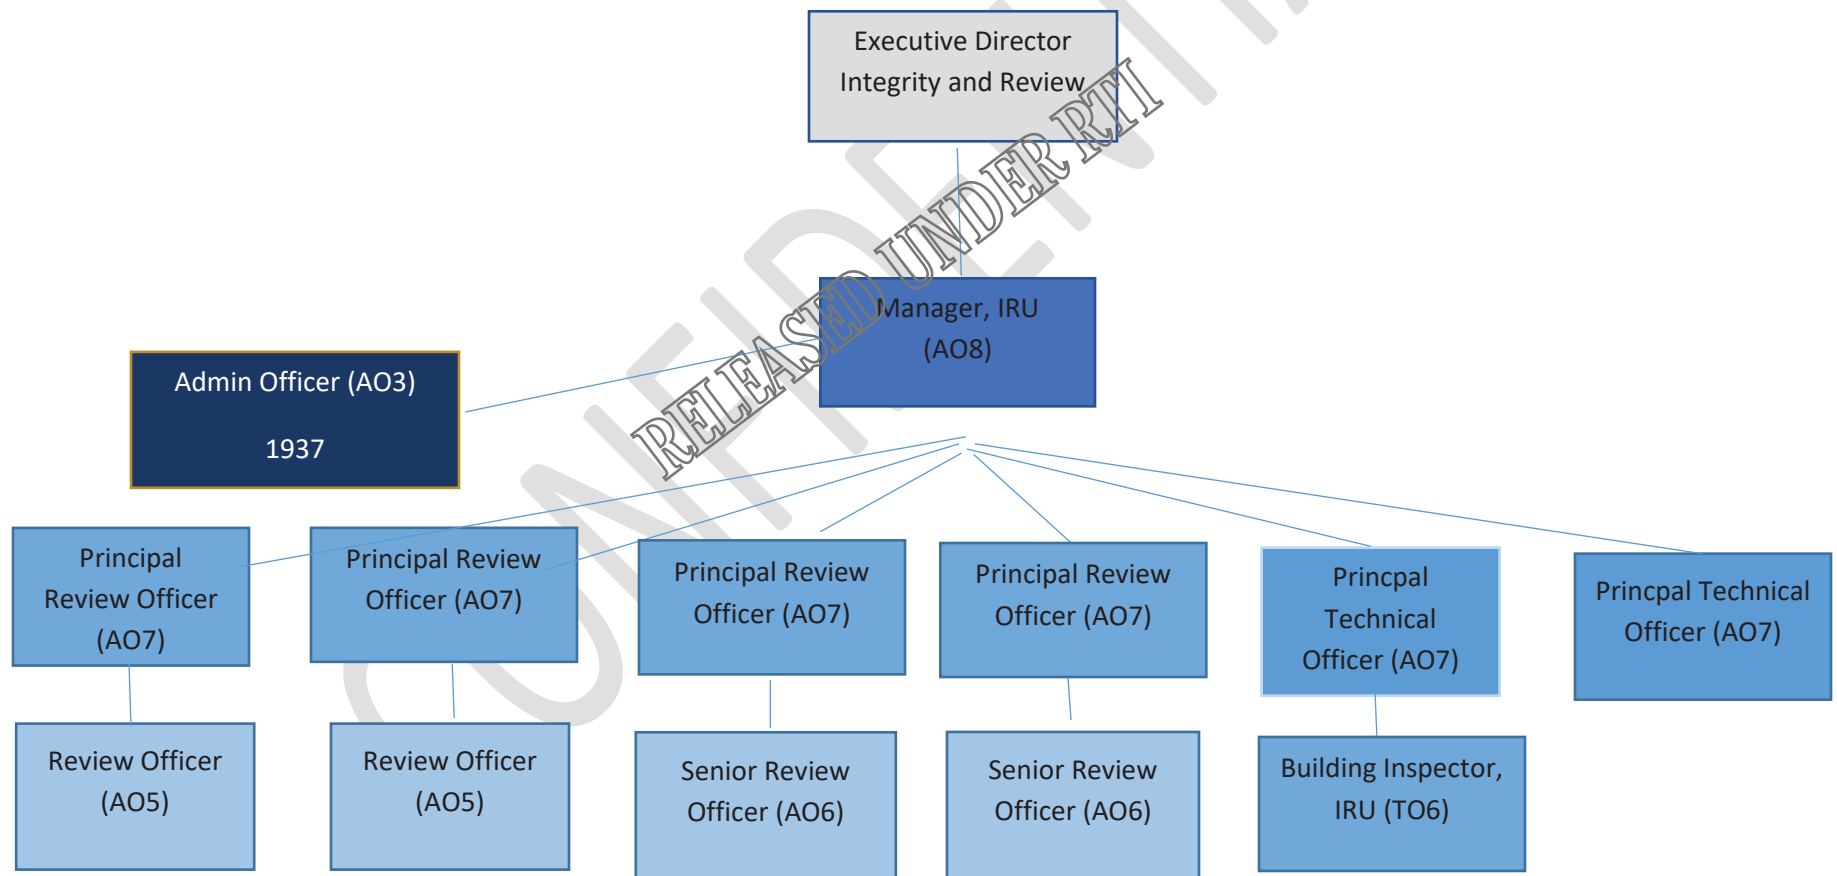 Executive Director
Integrity and Review
RELEASED UNDER RTI
Manager, IRU
(AO8)
Admin Officer (AO3)
1937
Principal
Review Officer
(AO7)
Principal Review
Officer (AO7)
Principal Review
Officer (AO7)
Principal Review
Officer (AO7)
Princpal
Technical
Officer (AO7)
Princpal Technical
Officer (AO7)
Review Officer
(AO5)
Review Officer
(AO5)
Senior Review
Officer (AO6)
Senior Review
Officer (AO6)
Building Inspector,
IRU (TO6)